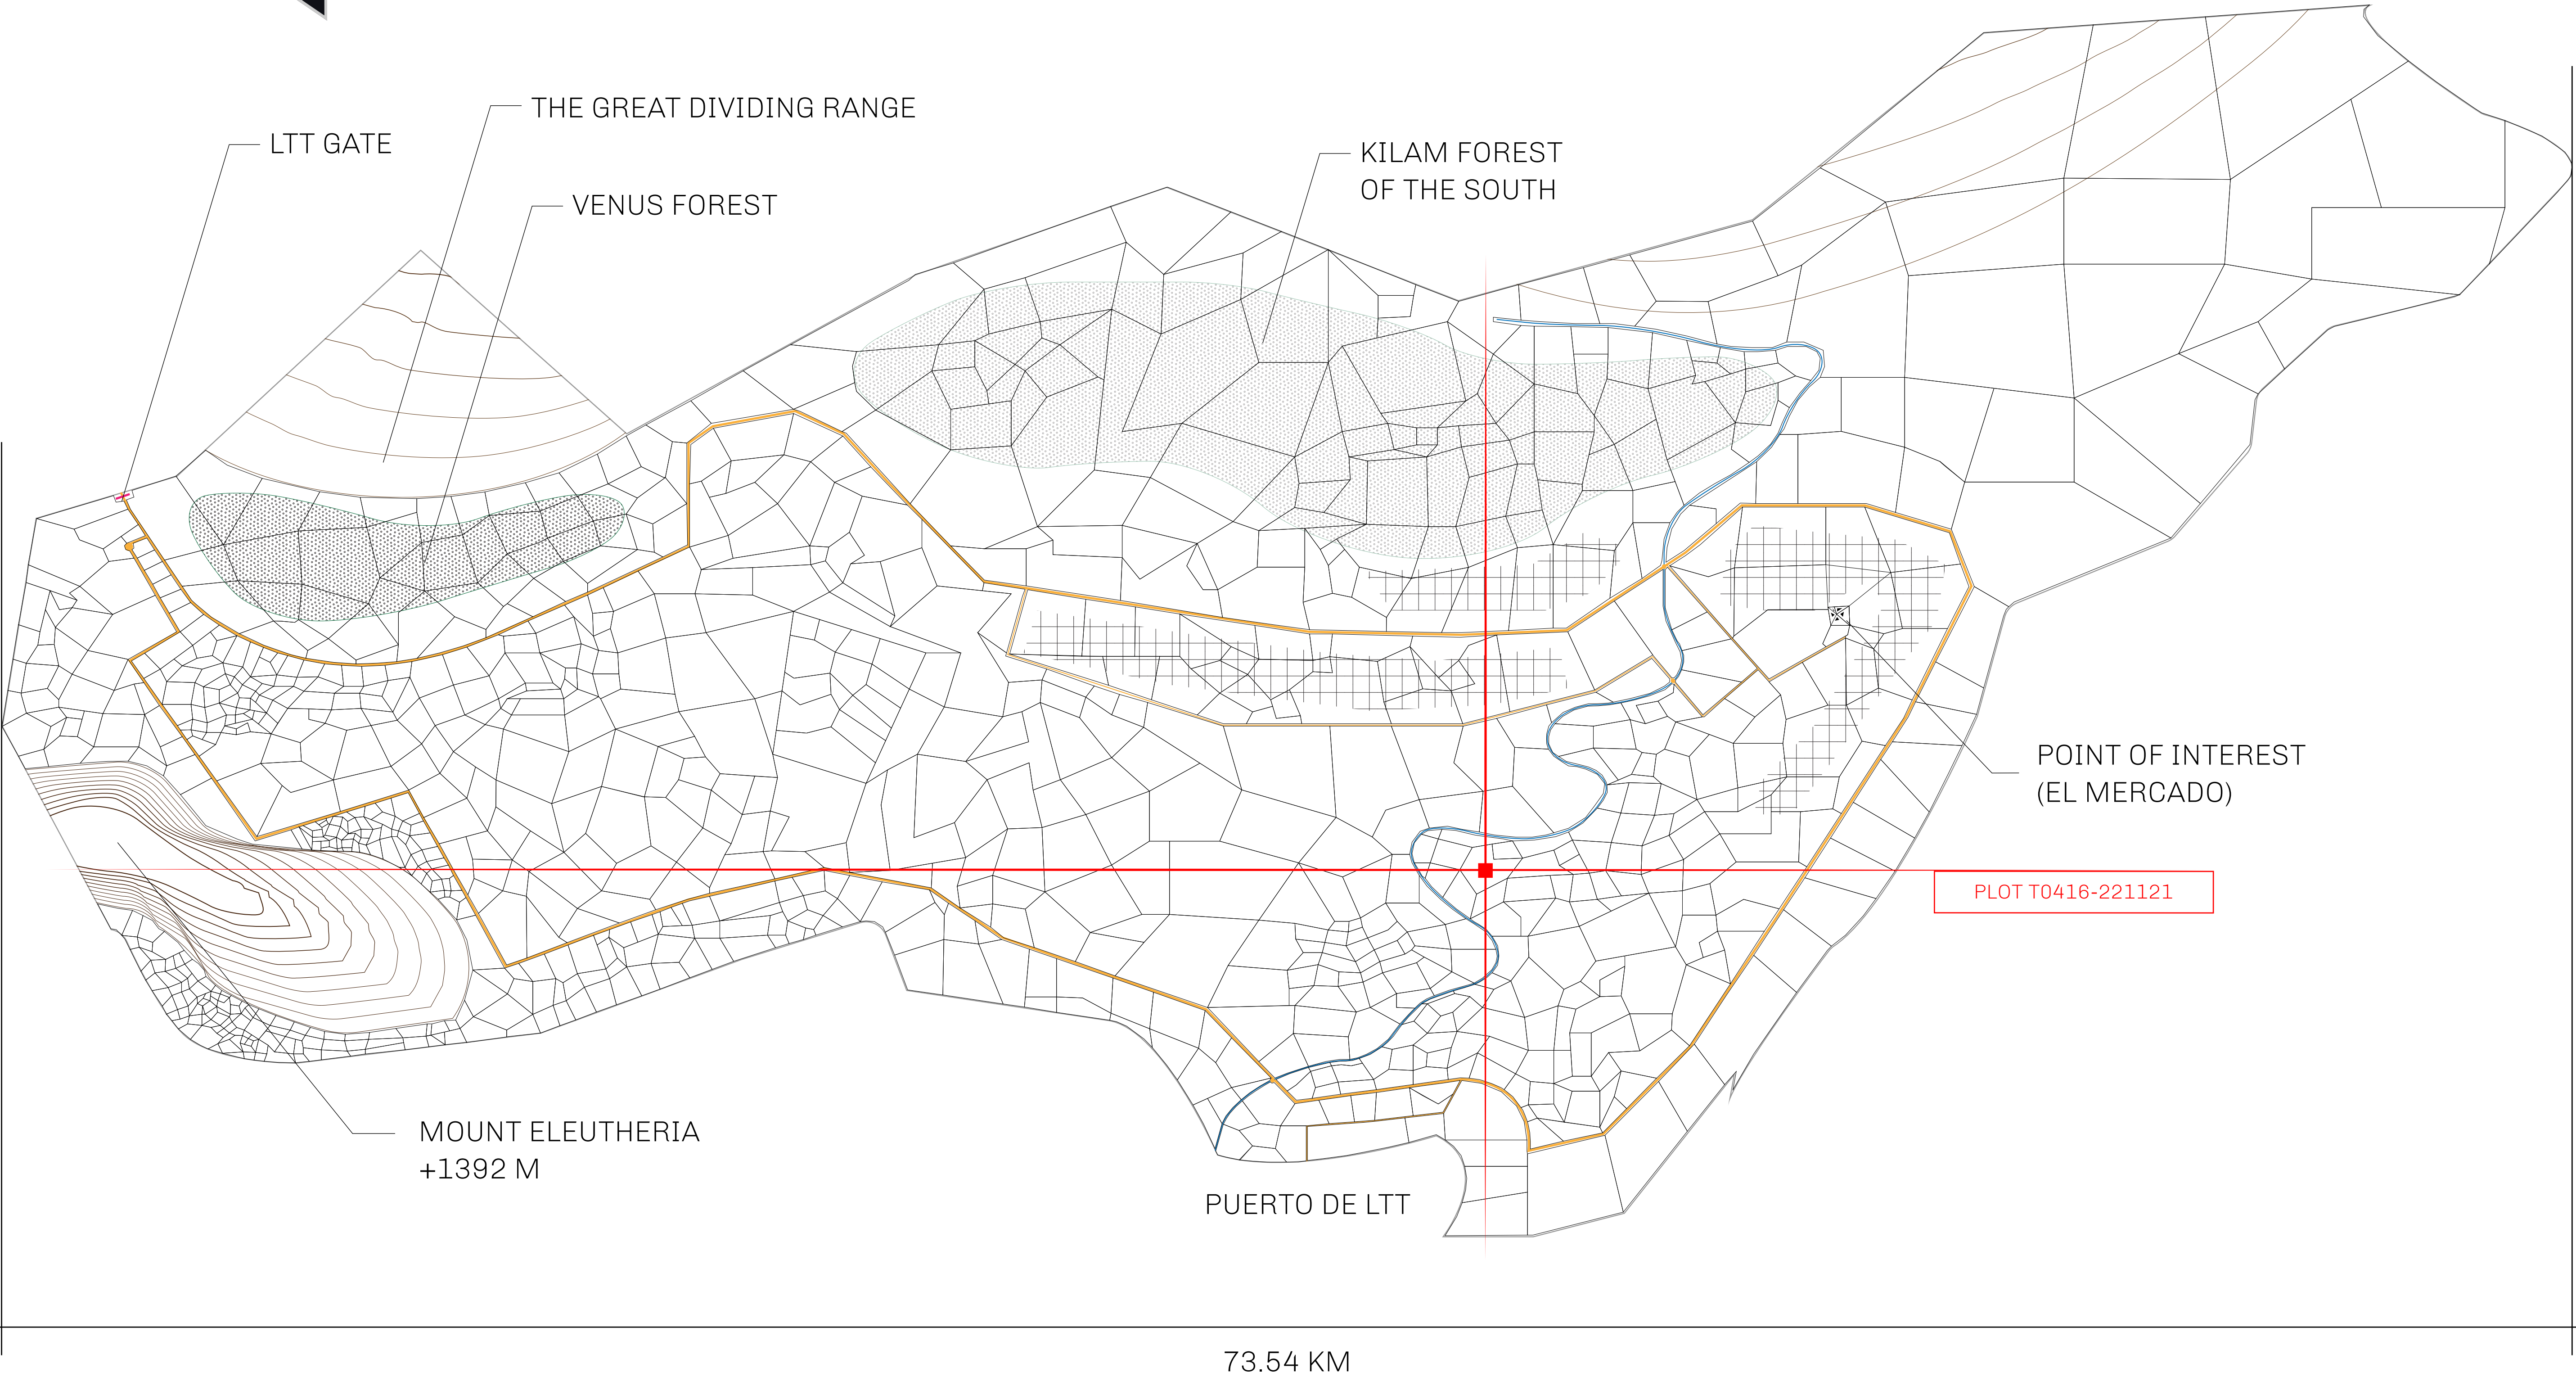 THE GREAT DIVIDING RANGE
LTT GATE
VENUS FOREST
KILAM FOREST
OF THE SOUTH
POINT OF INTEREST
(EL MERCADO)
PLOT T0416-221121
MOUNT ELEUTHERIA
+1392 M
PUERTO DE LTT
73.54 KM